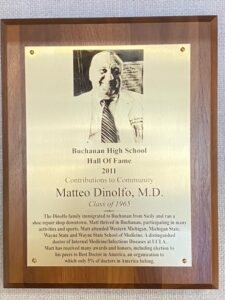 Buchanan High School
Hall Of Fame
2011
Contributions to Community
Matteo Dinolfo, M.D.
Class of 1965
The Dinolfo family immigrated to Buchanan from Sicily and ran a
shoe repair shop downtown. Matt thrived in Buchanan, participating in many
activities and sports. Matt attended Western Michigan, Michigan State,
Wayne State and Wayne State School of Medicine. A distinguished
doctor of Internal Medicine/Infectious Diseases at U.C.L.A.
Matt has received many awards and honors, including election to
his peers to Best Doctor in America, an organization to
which only 5% of doctors in America belong.